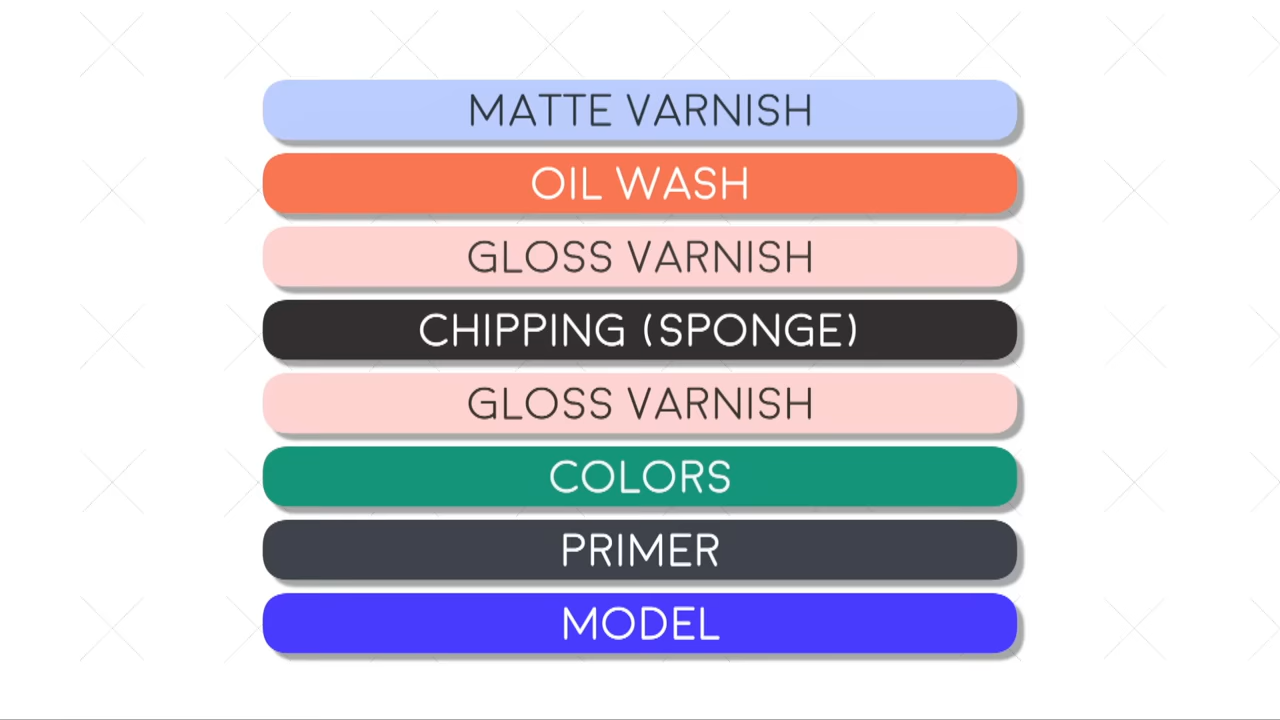 MATTE VARNISH
OIL WASH
GLOSS VARNISH
CHIPPING (SPONGE)
GLOSS VARNISH
COLORS
PRIMER
MODEL